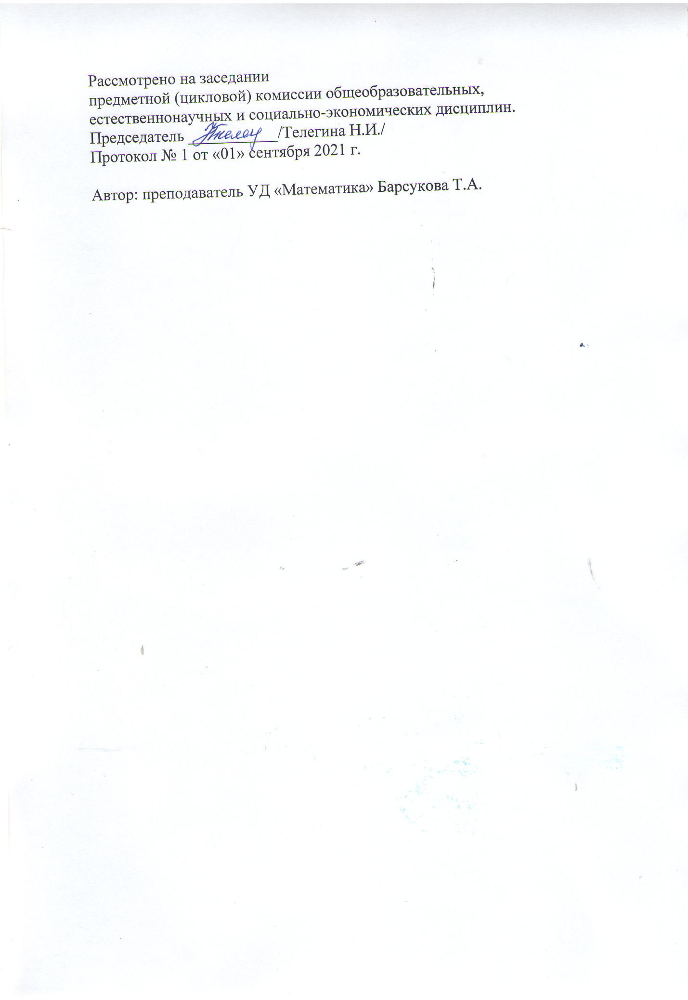 Рассмотрено на заседании
предметной (цикловой) комиссии общеобразовательных,
естественнонаучных и социально-экономических дисциплин.
Председатель ___________/Телегина Н.И./
Протокол № 1 от «01» сентября 2021 г.
Автор: преподаватель УД «Математика» Барсукова Т.А.